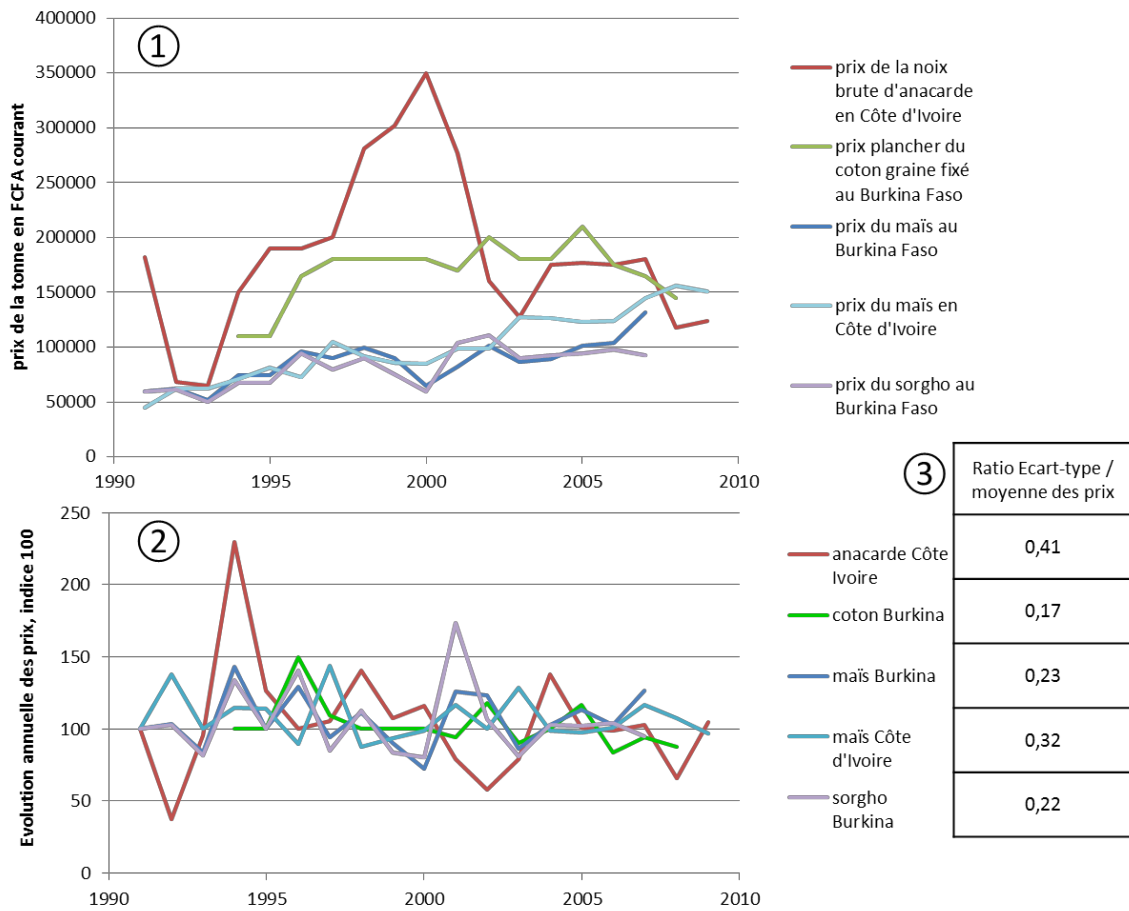 400000
350000
300000
250000
200000
150000
100000
50000
0
prix de la tonne en FCFA courant
①
1990
1995
2000
2005
2010
prix de la noix
brute d'anacarde
en Côte d'Ivoire
prix plancher du
coton graine fixé
au Burkina Faso
prix du maïs au
Burkina Faso
prix du maïs en
Côte d'Ivoire
prix du sorgho au
Burkina Faso
250
200
150
100
50
0
Evolution annuelle des prix, indice 100
②
1990
1995
2000
2005
2010
anacarde Côte
Ivoire
coton Burkina
maïs Burkina
maïs Côte
d'Ivoire
sorgho
Burkina
③
Ratio Ecart-type /
moyenne des prix
0,41
0,17
0,23
0,32
0,22